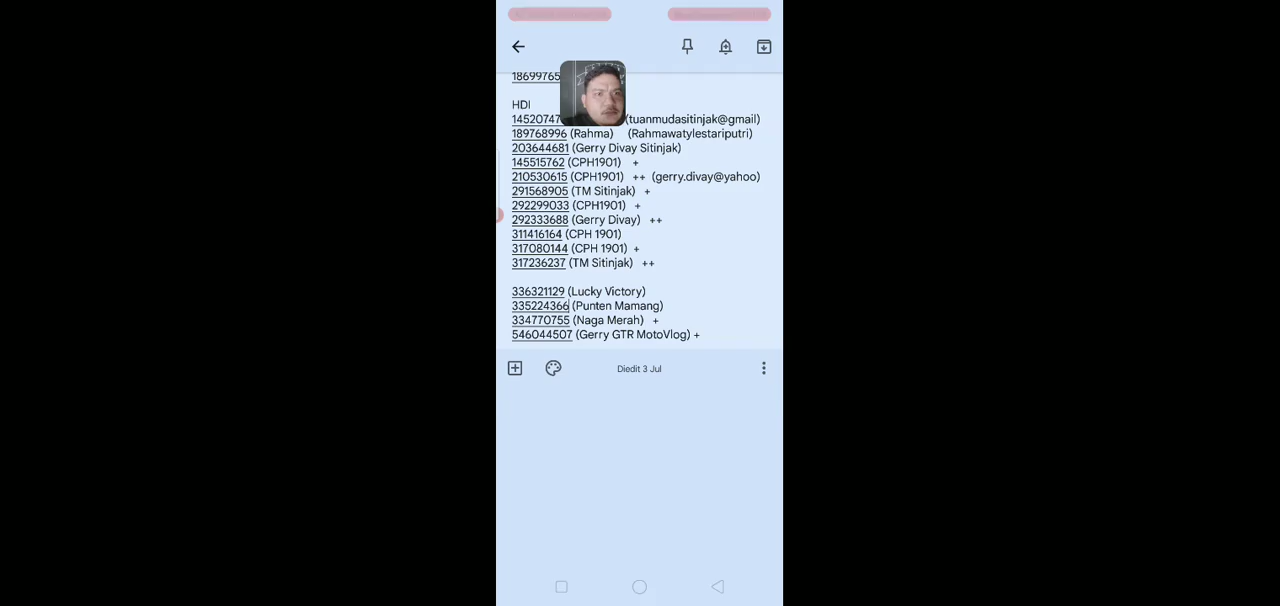 18699765
HDI
14520747 (tuanmudasitinjak@gmail)
189768996 (Rahma) (Rahmawatylestariputri)
203644681 (Gerry Divay Sitinjak)
145515762 (CPH1901) +
210530615 (CPH1901) ++ (gerry.divay@yahoo)
291568905 (TM Sitinjak) +
292299033 (CPH1901) +
292333688 (Gerry Divay) ++
311416164 (CPH 1901)
317080144 (CPH 1901) +
317236237 (TM Sitinjak) ++
336321129 (Lucky Victory)
335224366 (Punten Mamang)
334770755 (Naga Merah) +
546044507 (Gerry GTR MotoVlog) +
Diedit 3 Jul